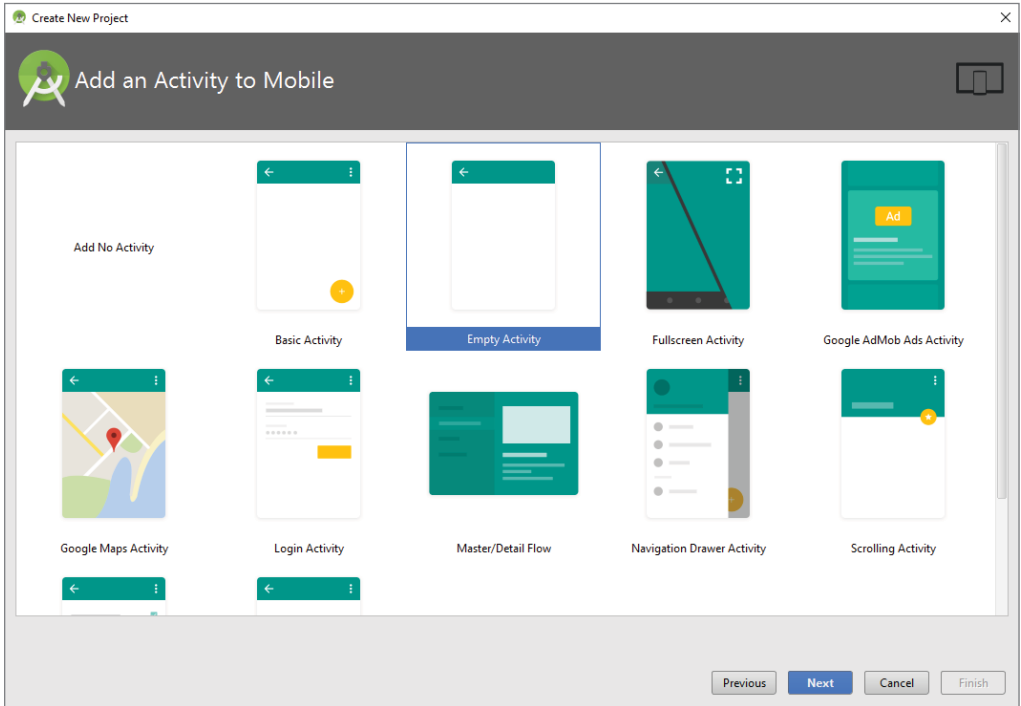 Create New Project
Add an Activity to Mobile
Add No Activity
Basic Activity
Empty Activity
Fullscreen Activity
Ad
Google AdMob Ads Activity
Google Maps Activity
Login Activity
Master/Detail Flow
Navigation Drawer Activity
Scrolling Activity
Previous
Next
Cancel
Finish